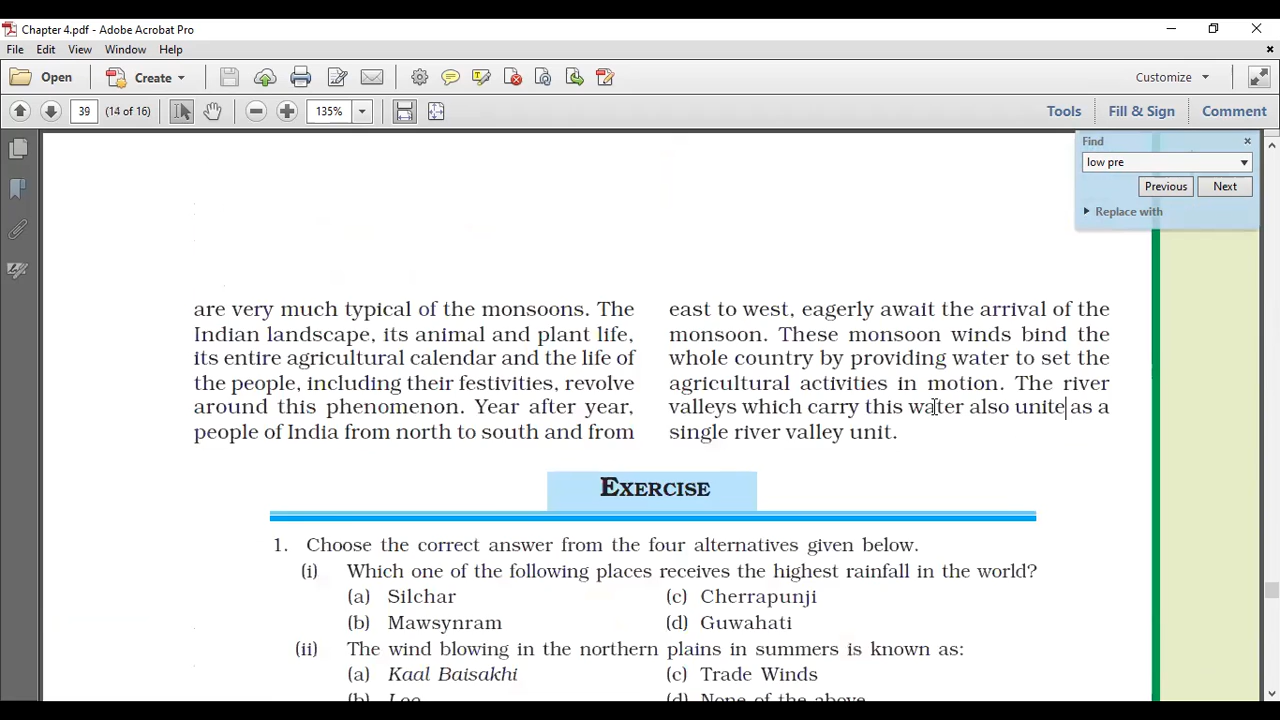 Chapter 4.pdf - Adobe Acrobat Pro
File Edit View Window Help
Open Create Customize
39 (14 of 16) 135% Tools Fill & Sign Comment
Find
low pre
Previous Next
Replace with
are very much typical of the monsoons. The
Indian landscape, its animal and plant life,
its entire agricultural calendar and the life of
the people, including their festivities, revolve
around this phenomenon. Year after year,
people of India from north to south and from
east to west, eagerly await the arrival of the
monsoon. These monsoon winds bind the
whole country by providing water to set the
agricultural activities in motion. The river
valleys which carry this water also unite as a
single river valley unit.
EXERCISE
1. Choose the correct answer from the four alternatives given below.
(i) Which one of the following places receives the highest rainfall in the world?
(a) Silchar (c) Cherrapunji
(b) Mawsynram (d) Guwahati
(ii) The wind blowing in the northern plains in summers is known as:
(a) Kaal Baisakhi (c) Trade Winds
(b) Loo (d) None of the above